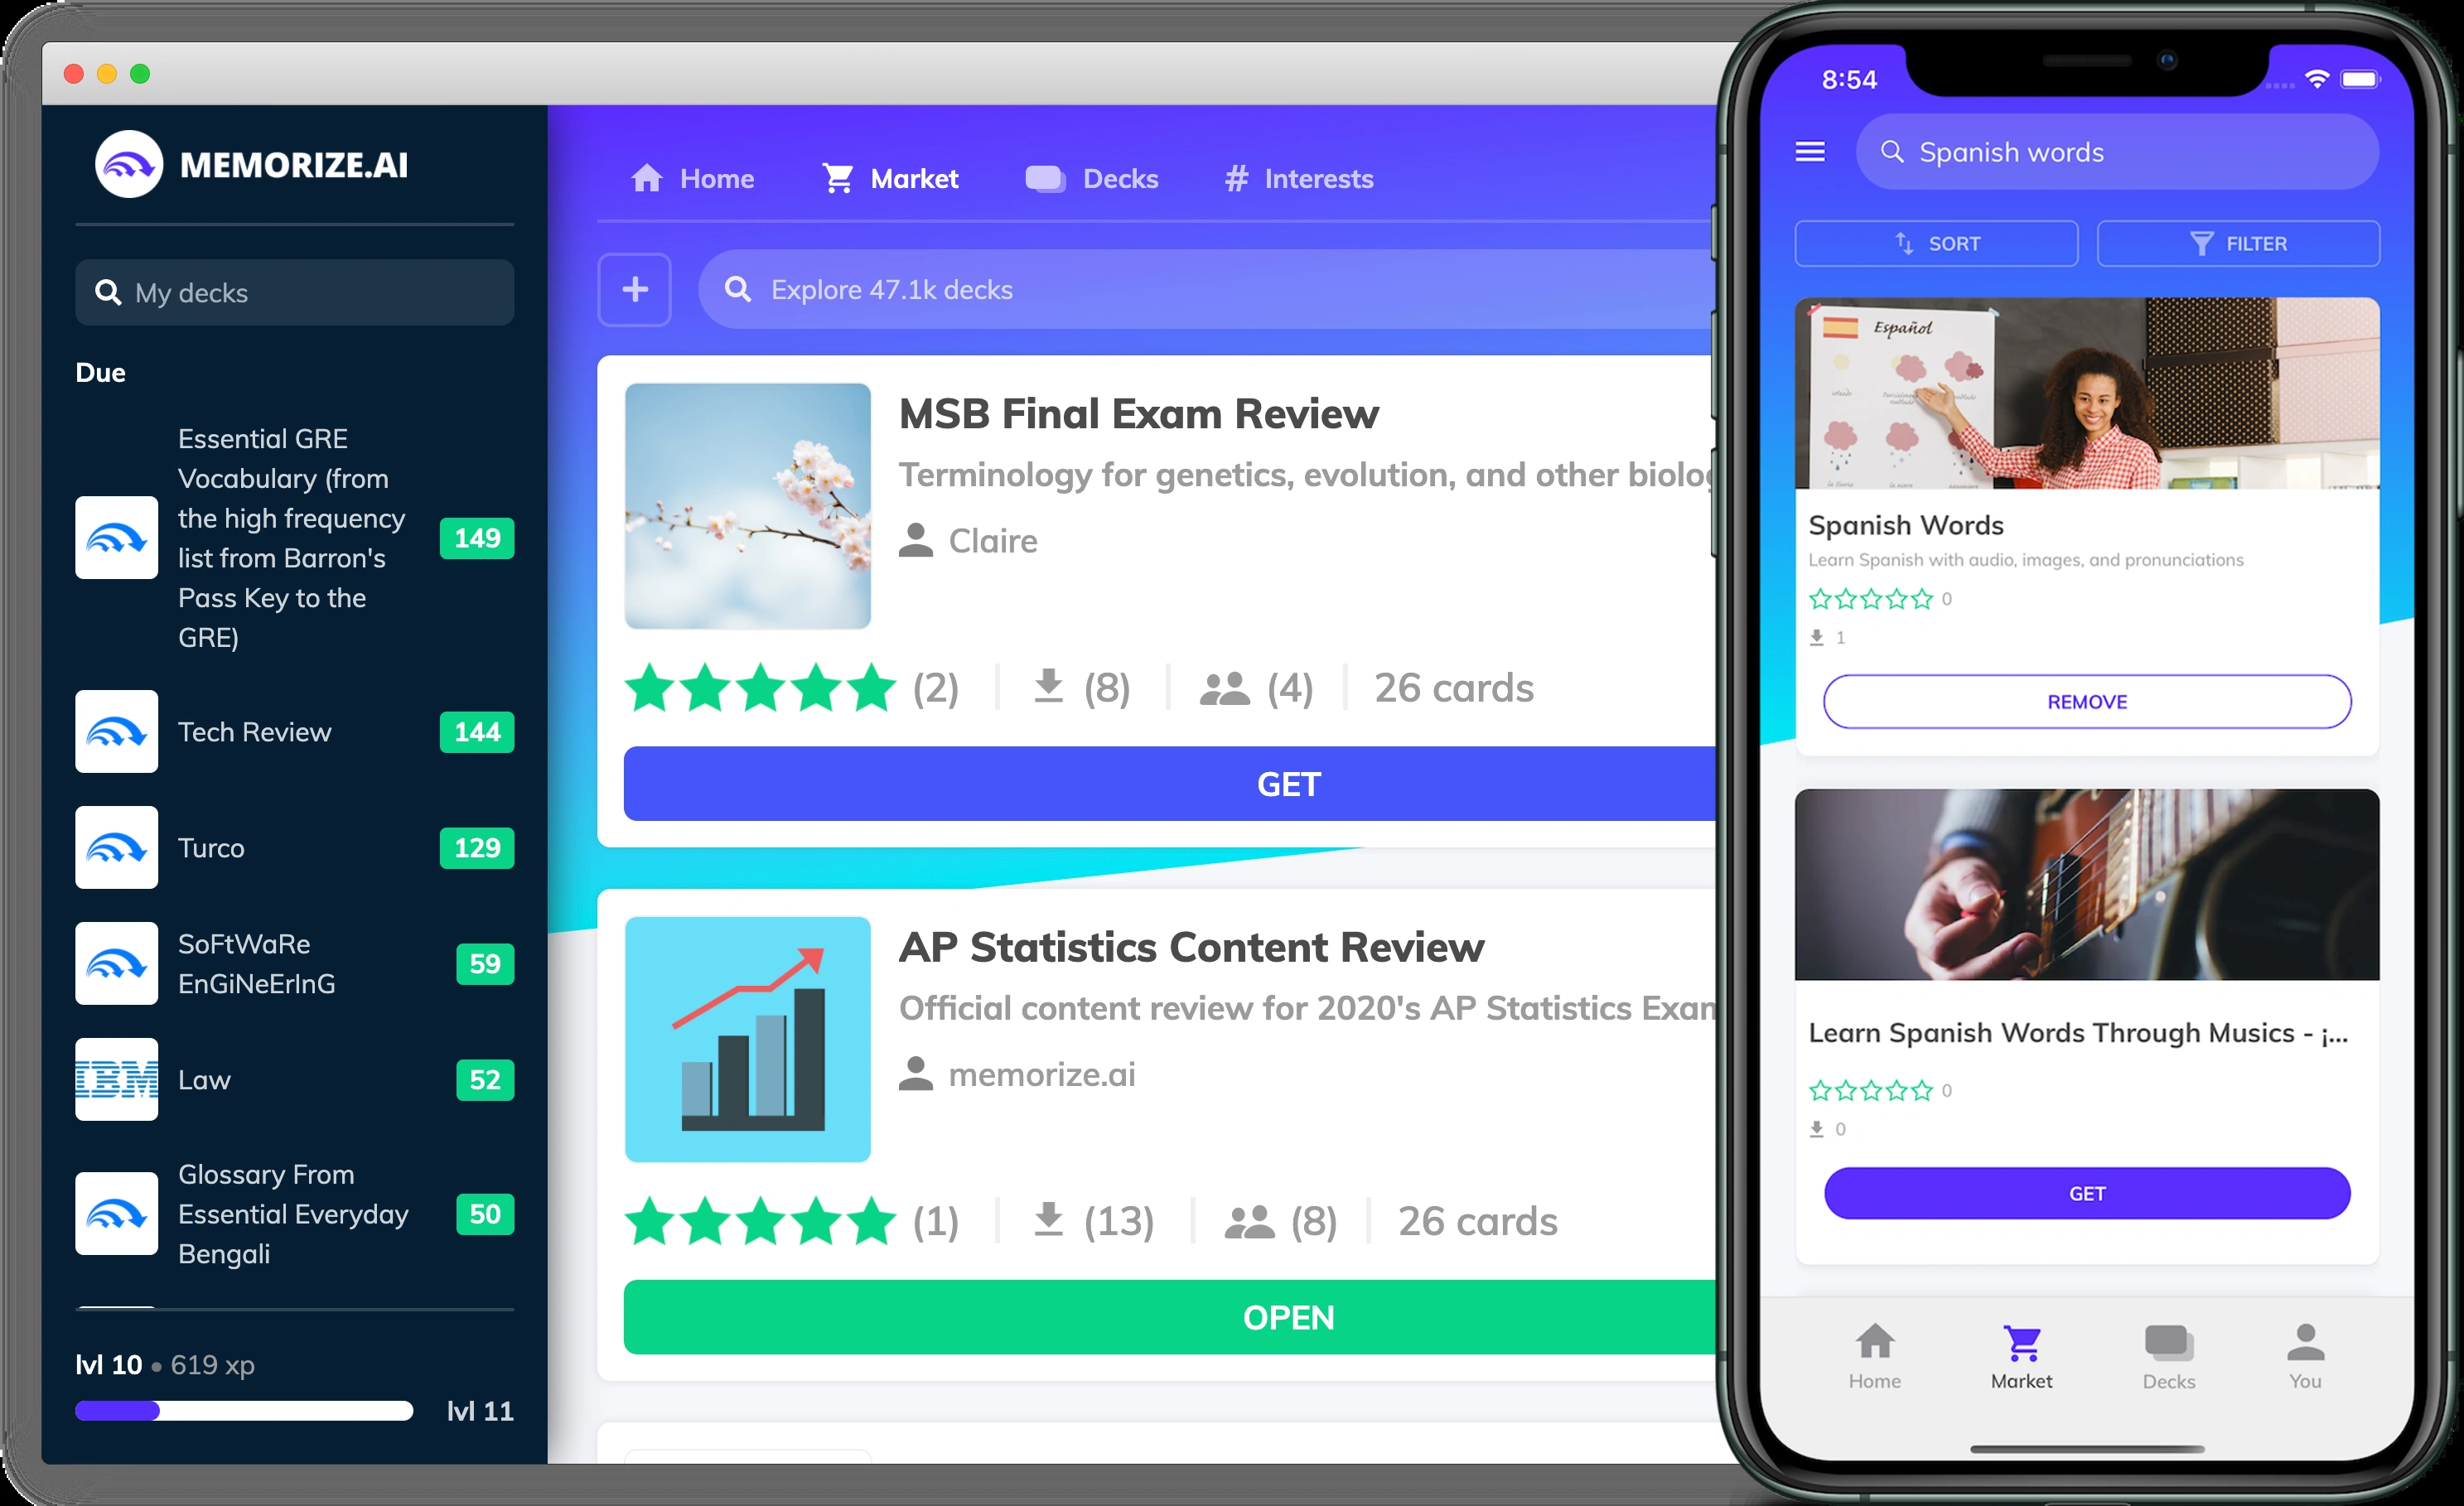 MEMORIZE.AI
My decks
Due
Essential GRE
Vocabulary (from
the high frequency
list from Barron's
Pass Key to the
GRE)
149
Tech Review
144
Turco
129
SoFtWaRe
EnGiNeErInG
59
IBM
Law
52
Glossary From
Essential Everyday
Bengali
50
lvl 10 • 619 xp
lvl 11
Home
Market
Decks
# Interests
+
Explore 47.1k decks
MSB Final Exam Review
Terminology for genetics, evolution, and other
Claire
(2)
(8)
(4)
26 cards
GET
AP Statistics Content Review
Official content review for 2020's AP Statistics
memorize.ai
(1)
(13)
(8)
26 cards
OPEN
8:54
Spanish words
SORT
FILTER
Español
Spanish Words
Learn Spanish with audio, images, and pronunciations
0
1
REMOVE
Learn Spanish Words Through Musics - ¡...
0
0
GET
Home
Market
Decks
You